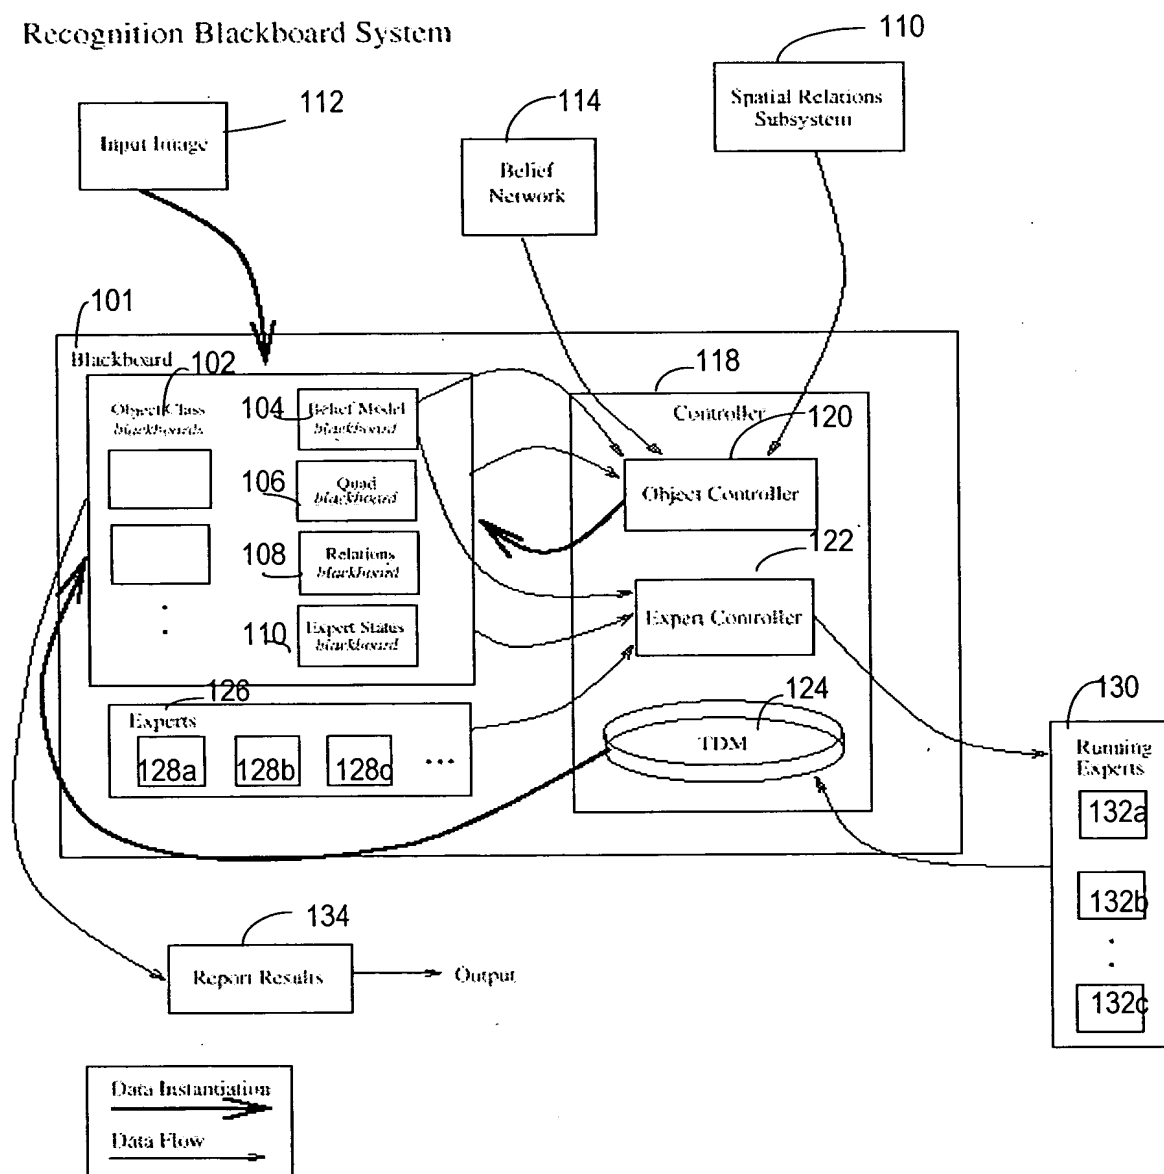 Recognition Blackboard System
110
112
114
Spatial Relations
Subsystem
Input Image
Belief
Network
101
Blackboard
102
118
Object Class
blackboards
104
Belief Model
blackboard
Controller
120
106
Quad
blackboard
Object Controller
108
Relations
blackboard
122
110
Expert Status
blackboard
Expert Controller
126
Experts
128a
128b
128c
...
124
TDM
130
Running
Experts
132a
132b
132c
134
Report Results
Output
Data Instantiation
Data Flow